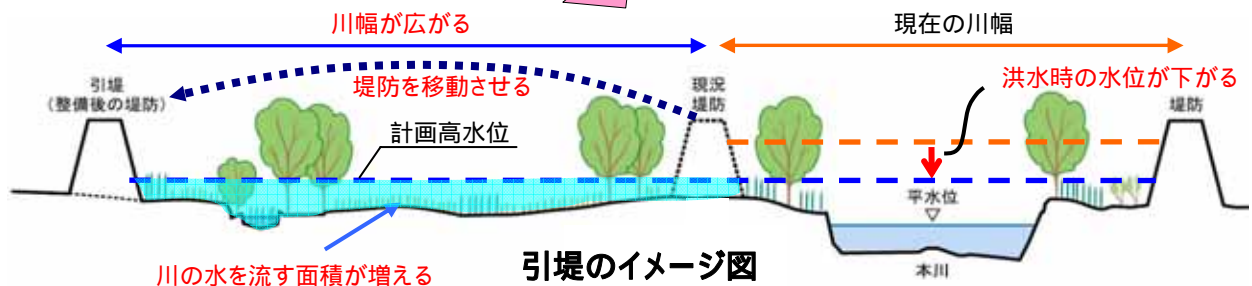 川幅が広がる
現在の川幅
引堤
(整備後の堤防)
堤防を移動させる
現況
堤防
洪水時の水位が下がる
堤防
計画高水位
平水位
川の水を流す面積が増える
引堤のイメージ図
本川